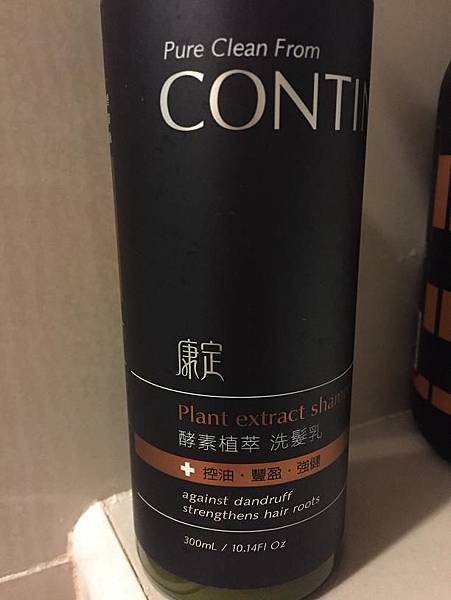 Pure Clean From
CONTIN
康定
Plant extract sham
酵素植萃 洗髮乳
控油・豐盈・強健
against dandruff
strengthens hair roots
300mL / 10.14Fl Oz